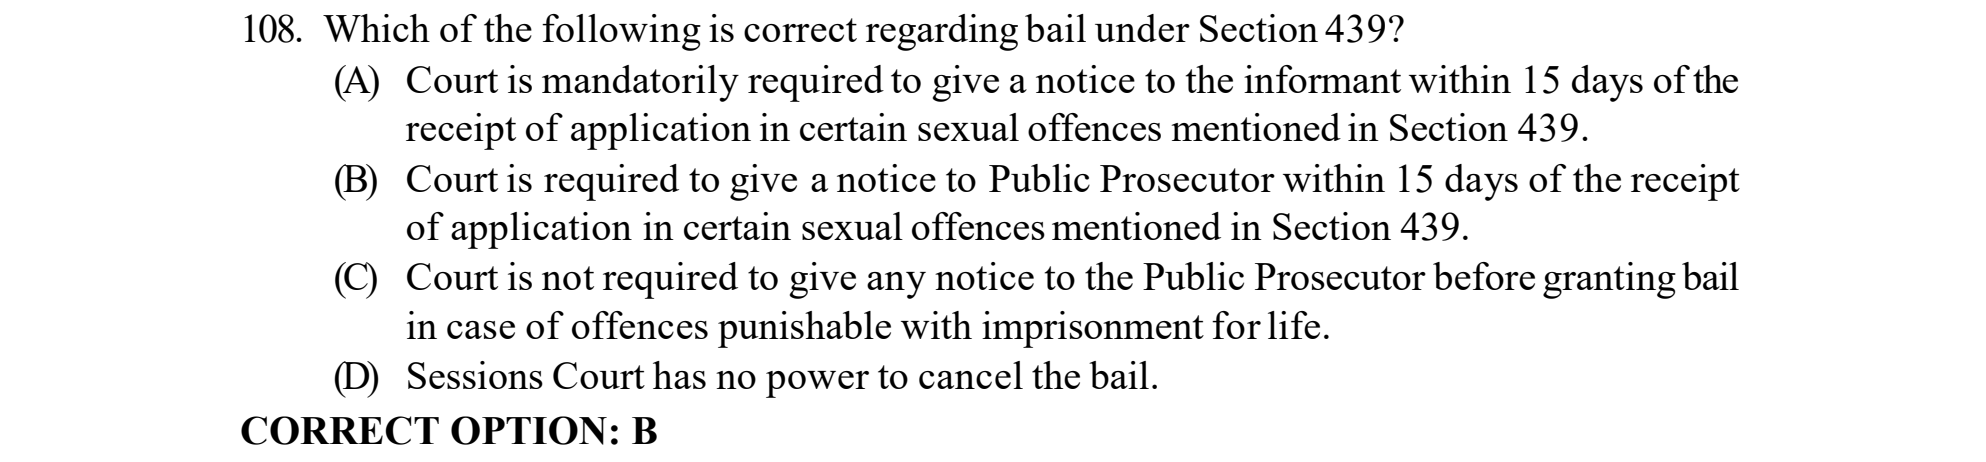 108. Which of the following is correct regarding bail under Section 439?
(A) Court is mandatorily required to give a notice to the informant within 15 days of the
receipt of application in certain sexual offences mentioned in Section 439.
(B) Court is required to give a notice to Public Prosecutor within 15 days of the receipt
of application in certain sexual offences mentioned in Section 439.
(C) Court is not required to give any notice to the Public Prosecutor before granting bail
in case of offences punishable with imprisonment for life.
(D) Sessions Court has no power to cancel the bail.
CORRECT OPTION: B